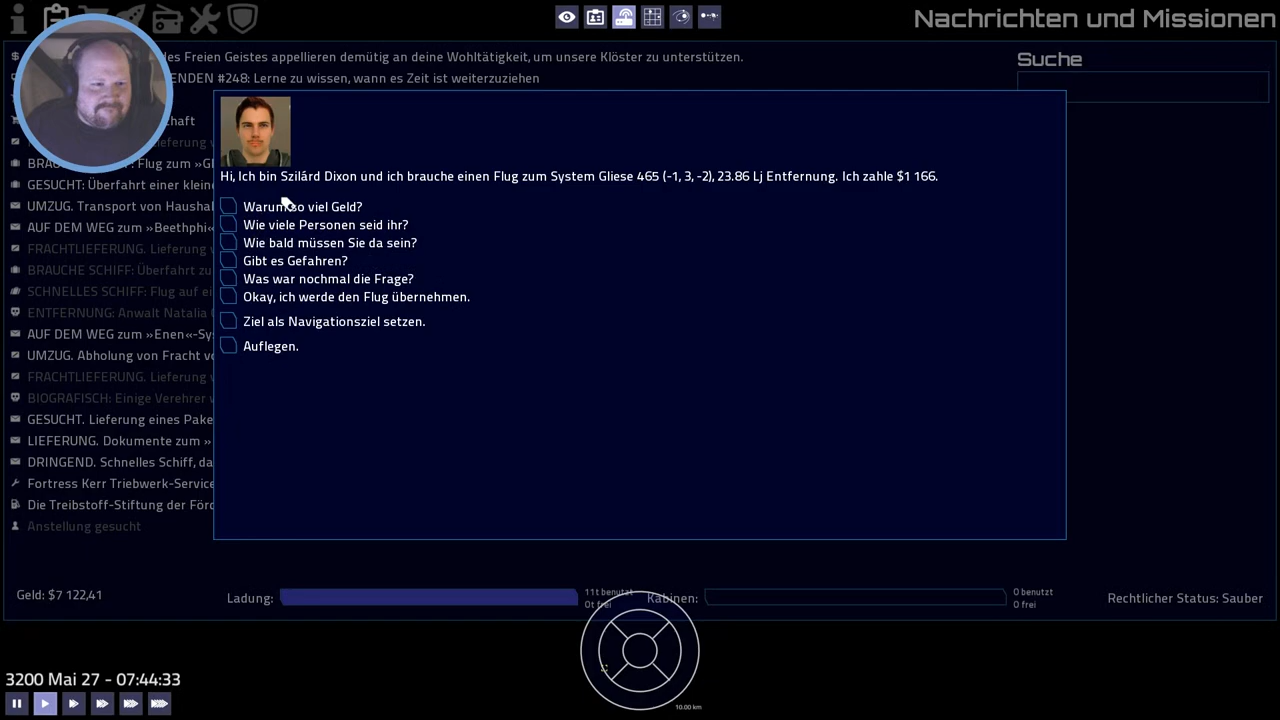 Nachrichten und Missionen
des Freien Geistes appellieren demütig an deine Wohltätigkeit, um unsere Klöster zu unterstützen.
Suche
ENDEN #248: Lerne zu wissen, wann es Zeit ist weiterzuziehen
haft
Lieferung v
BRAU Flug zum »Gl
GESUCHT: Überfahrt einer kleine
UMZUG. Transport von Haushal
AUF DEM WEG zum »Beethphi«
FRACHTLIEFERUNG. Lieferung v
BRAUCHE SCHIFF: Überfahrt zu
SCHNELLES SCHIFF: Flug auf ei
ENTFERNUNG: Anwalt Natalia
AUF DEM WEG zum »Enen«-Sy
UMZUG. Abholung von Fracht vo
FRACHTLIEFERUNG. Lieferung v
BIOGRAFISCH: Einige Verehrer v
GESUCHT. Lieferung eines Pake
LIEFERUNG. Dokumente zum »
DRINGEND. Schnelles Schiff, da
Fortress Kerr Triebwerk-Service
Die Treibstoff-Stiftung der Förd
Anstellung gesucht
Hi, Ich bin Szilárd Dixon und ich brauche einen Flug zum System Gliese 465 (-1, 3, -2), 23.86 Lj Entfernung. Ich zahle $1 166.
Warum so viel Geld?
Wie viele Personen seid ihr?
Wie bald müssen Sie da sein?
Gibt es Gefahren?
Was war nochmal die Frage?
Okay, ich werde den Flug übernehmen.
Ziel als Navigationsziel setzen.
Auflegen.
Geld: $7 122,41
Ladung:
11t benutzt
0t frei
Kabinen:
0 benutzt
0 frei
Rechtlicher Status: Sauber
3200 Mai 27 - 07:44:33
10.00 km